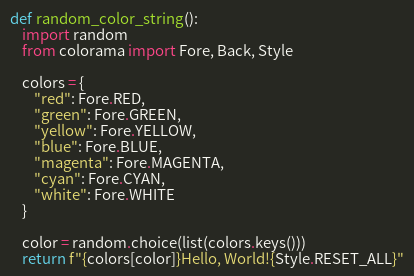 def random_color_string():
    import random
    from colorama import Fore, Back, Style

    colors = {
        "red": Fore.RED,
        "green": Fore.GREEN,
        "yellow": Fore.YELLOW,
        "blue": Fore.BLUE,
        "magenta": Fore.MAGENTA,
        "cyan": Fore.CYAN,
        "white": Fore.WHITE
    }

    color = random.choice(list(colors.keys()))
    return f"{colors[color]}Hello, World!{Style.RESET_ALL}"